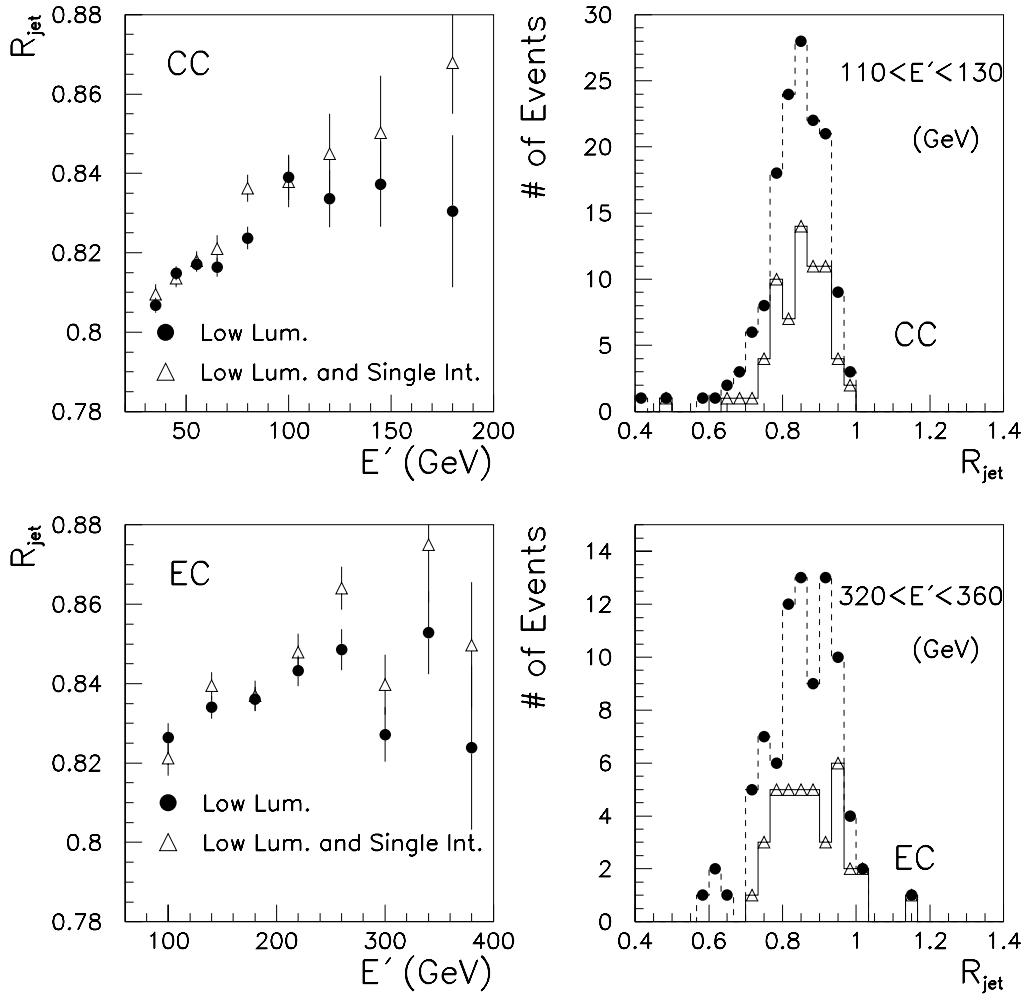 R_jet
0.88
0.86
0.84
0.82
0.8
0.78
CC
Low Lum.
Low Lum. and Single Int.
50
100
150
200
E′ (GeV)
# of Events
30
25
20
15
10
5
0
110<E′<130
(GeV)
CC
0.4
0.6
0.8
1
1.2
1.4
R_jet
R_jet
0.88
0.86
0.84
0.82
0.8
0.78
EC
Low Lum.
Low Lum. and Single Int.
100
200
300
400
E′ (GeV)
# of Events
14
12
10
8
6
4
2
0
320<E′<360
(GeV)
EC
0.4
0.6
0.8
1
1.2
1.4
R_jet